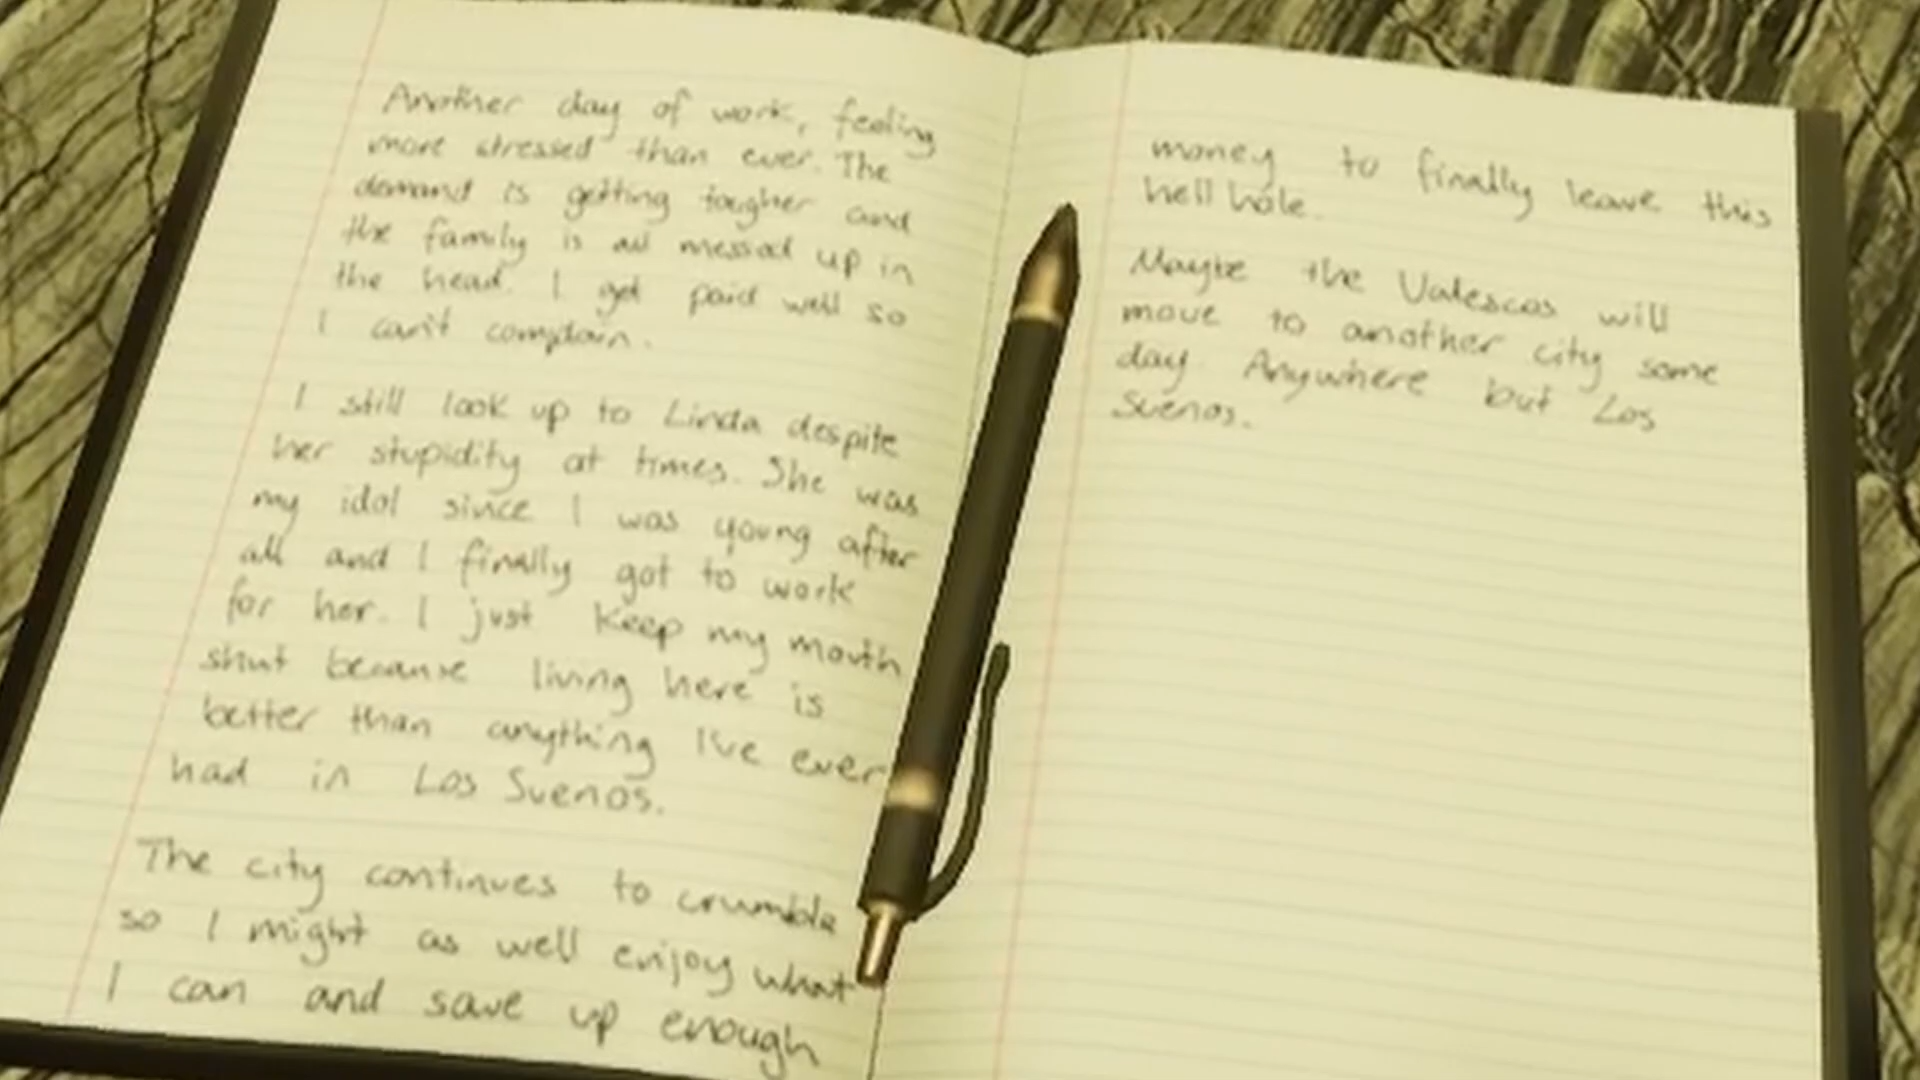 Another day of work, feeling
more stressed than ever. The
demand is getting tougher and
the family is all messed up in
the head. I get paid well so
I can't complain.
I still look up to Linda despite
her stupidity at times. She was
my idol since I was young after
all and I finally got to work
for her. I just keep my mouth
shut because living here is
better than anything I've ever
had in Los Suenos.
The city continues to crumble
so I might as well enjoy what
I can and save up enough
money to finally leave this
hell hole.
Maybe the Valescos will
move to another city some
day. Anywhere but Los
Suenos.